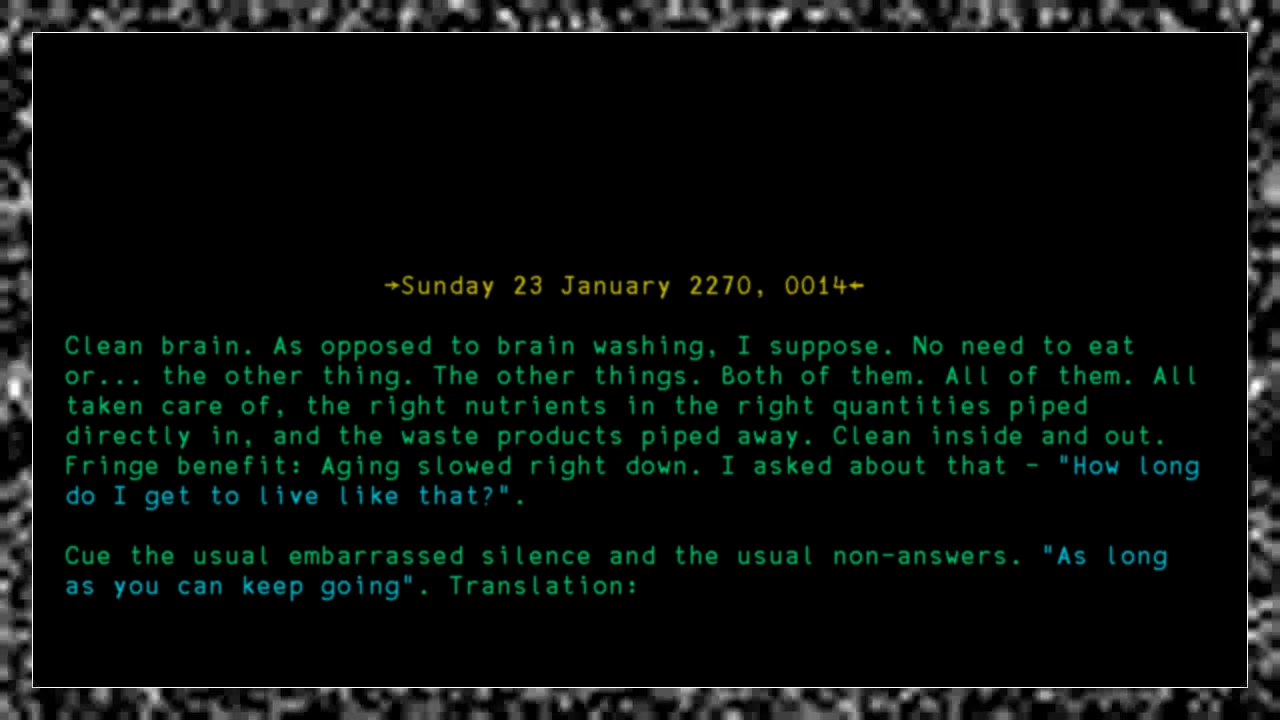 →Sunday 23 January 2270, 0014←
Clean brain. As opposed to brain washing, I suppose. No need to eat
or... the other thing. The other things. Both of them. All of them. All
taken care of, the right nutrients in the right quantities piped
directly in, and the waste products piped away. Clean inside and out.
Fringe benefit: Aging slowed right down. I asked about that - "How long
do I get to live like that?".
Cue the usual embarrassed silence and the usual non-answers. "As long
as you can keep going". Translation: